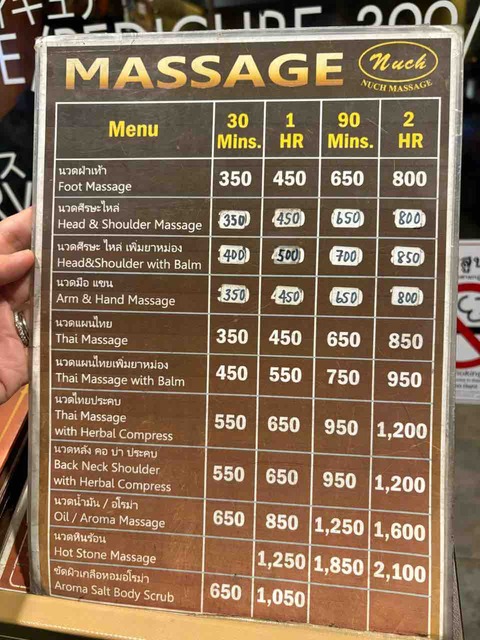 イキュア
E/PEDICURE 399/
MASSAGE
Nuch
NUCH MASSAGE
Menu
30 Mins.
1 HR
90 Mins.
2 HR
นวดฝ่าเท้า
Foot Massage 350 450 650 800
นวดศีรษะไหล่
Head & Shoulder Massage 350 450 650 800
นวดศีรษะ ไหล่ เพิ่มยาหม่อง
Head&Shoulder with Balm 400 500 700 850
นวดมือ แขน
Arm & Hand Massage 350 450 650 800
นวดแผนไทย
Thai Massage 350 450 650 850
นวดแผนไทยเพิ่มยาหม่อง
Thai Massage with Balm 450 550 750 950
นวดไทยประคบ
Thai Massage
with Herbal Compress 550 650 950 1,200
นวดหลัง คอ บ่า ประคบ
Back Neck Shoulder
with Herbal Compress 550 650 950 1,200
นวดน้ำมัน / อโรม่า
Oil / Aroma Massage 650 850 1,250 1,600
นวดหินร้อน
Hot Stone Massage 1,250 1,850 2,100
ขัดผิวเกลือหอมอโรม่า
Aroma Salt Body Scrub 650 1,050